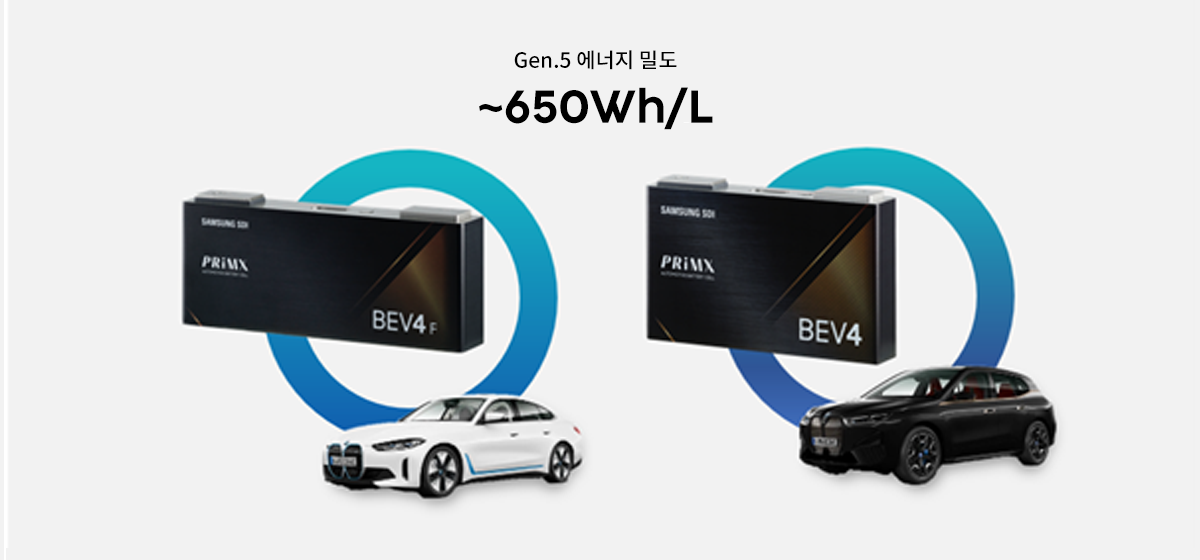 Gen.5 에너지 밀도
~650Wh/L
SAMSUNG SDI
PRiMX
BEV4 F
SAMSUNG SDI
PRiMX
BEV4